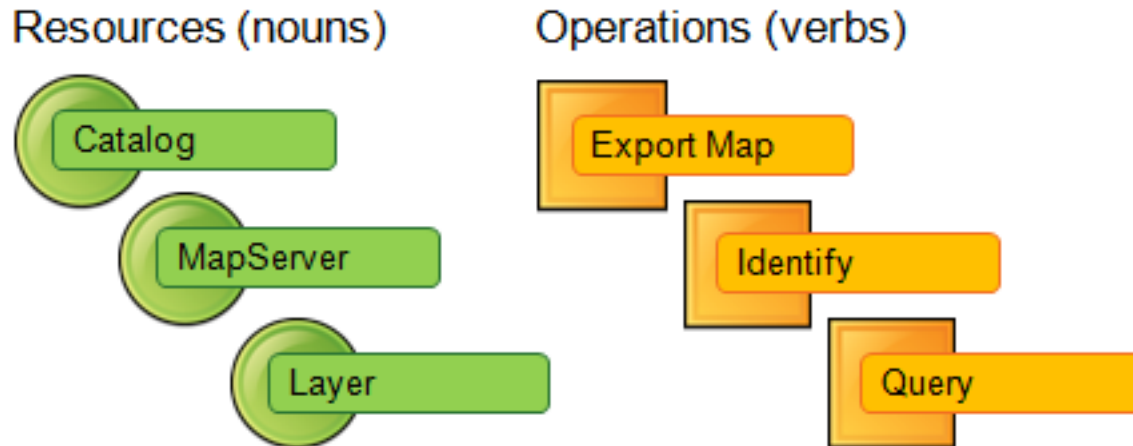 Resources (nouns)
Operations (verbs)
Catalog
Export Map
MapServer
Identify
Layer
Query